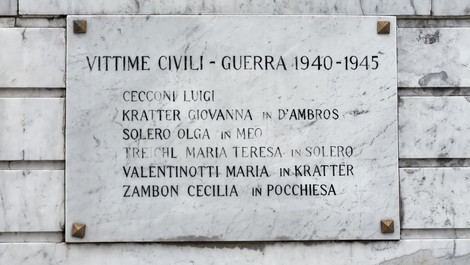 VITTIME CIVILI - GUERRA 1940-1945
CECCONI LUIGI
KRATTER GIOVANNA IN D'AMBROS
SOLERO OLGA IN MEO
TREICHL MARIA TERESA IN SOLERO
VALENTINOTTI MARIA IN KRATTER
ZAMBON CECILIA IN POCCHIESA